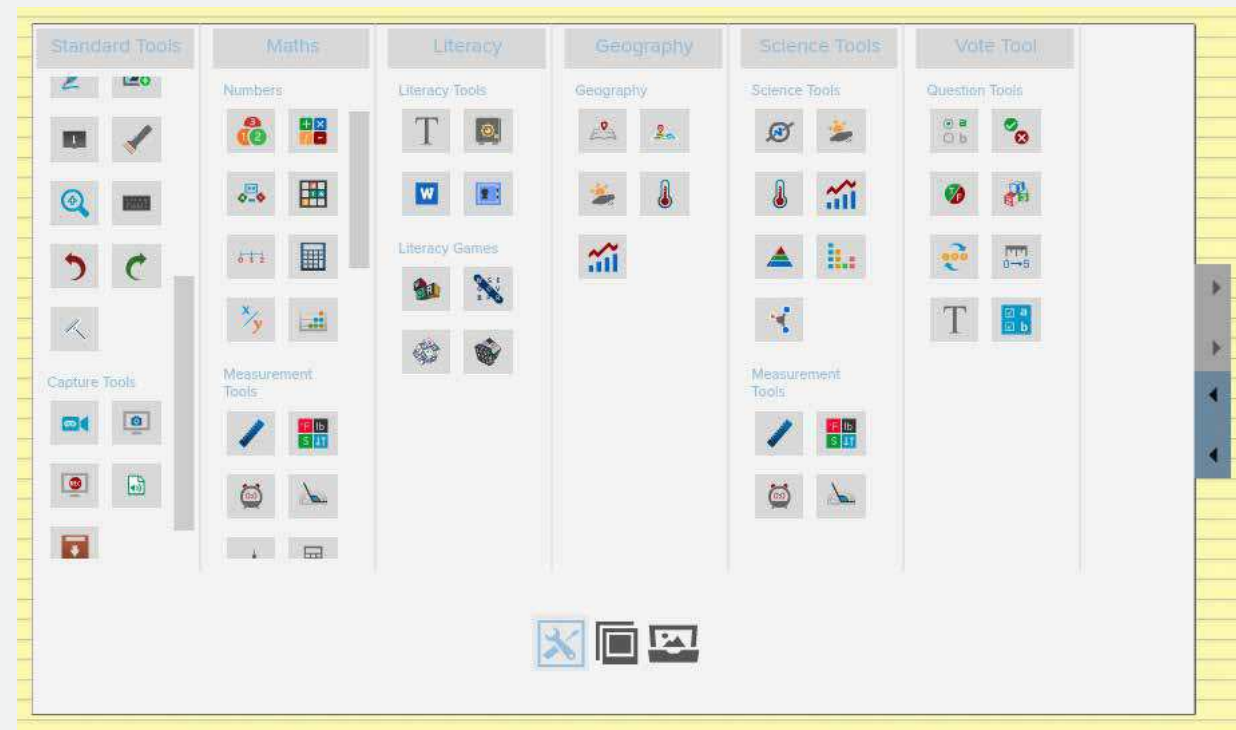 Standard Tools
Maths
Literacy
Geography
Science Tools
Vote Tool
Numbers
Literacy Tools
Geography
Science Tools
Question Tools
Literacy Games
Measurement
Tools
Measurement
Tools
Capture Tools